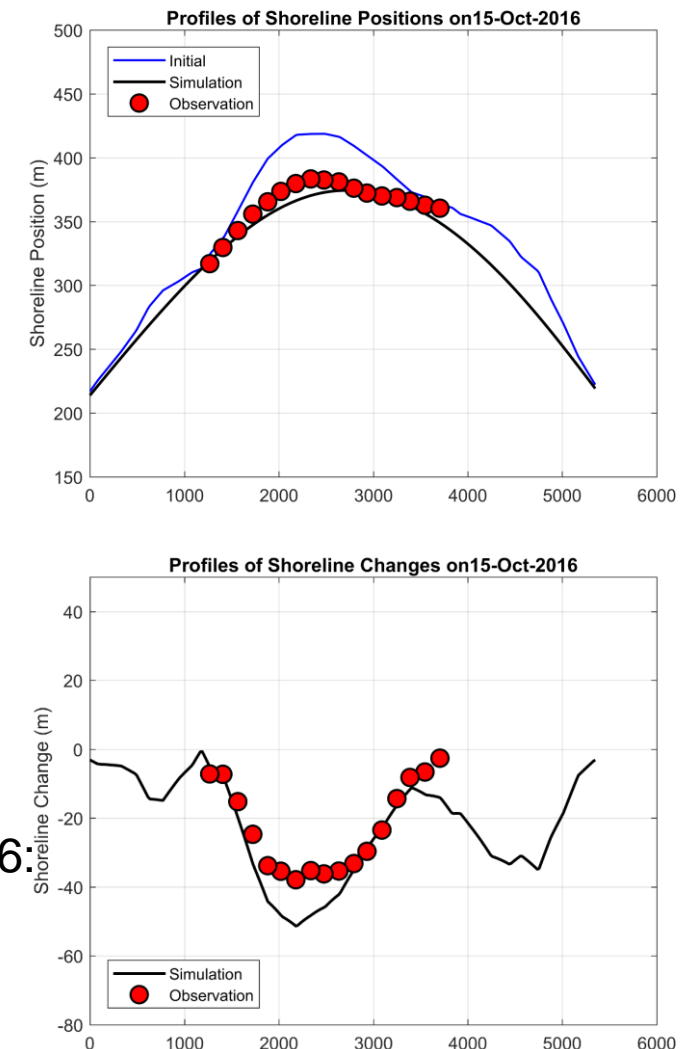 Profiles of Shoreline Positions on15-Oct-2016
500
450
400
350
300
250
200
150
Shoreline Position (m)
Initial
Simulation
Observation
0 1000 2000 3000 4000 5000 6000
Profiles of Shoreline Changes on15-Oct-2016
40
20
0
-20
-40
-60
-80
6:
Shoreline Change (m)
Simulation
Observation
0 1000 2000 3000 4000 5000 6000